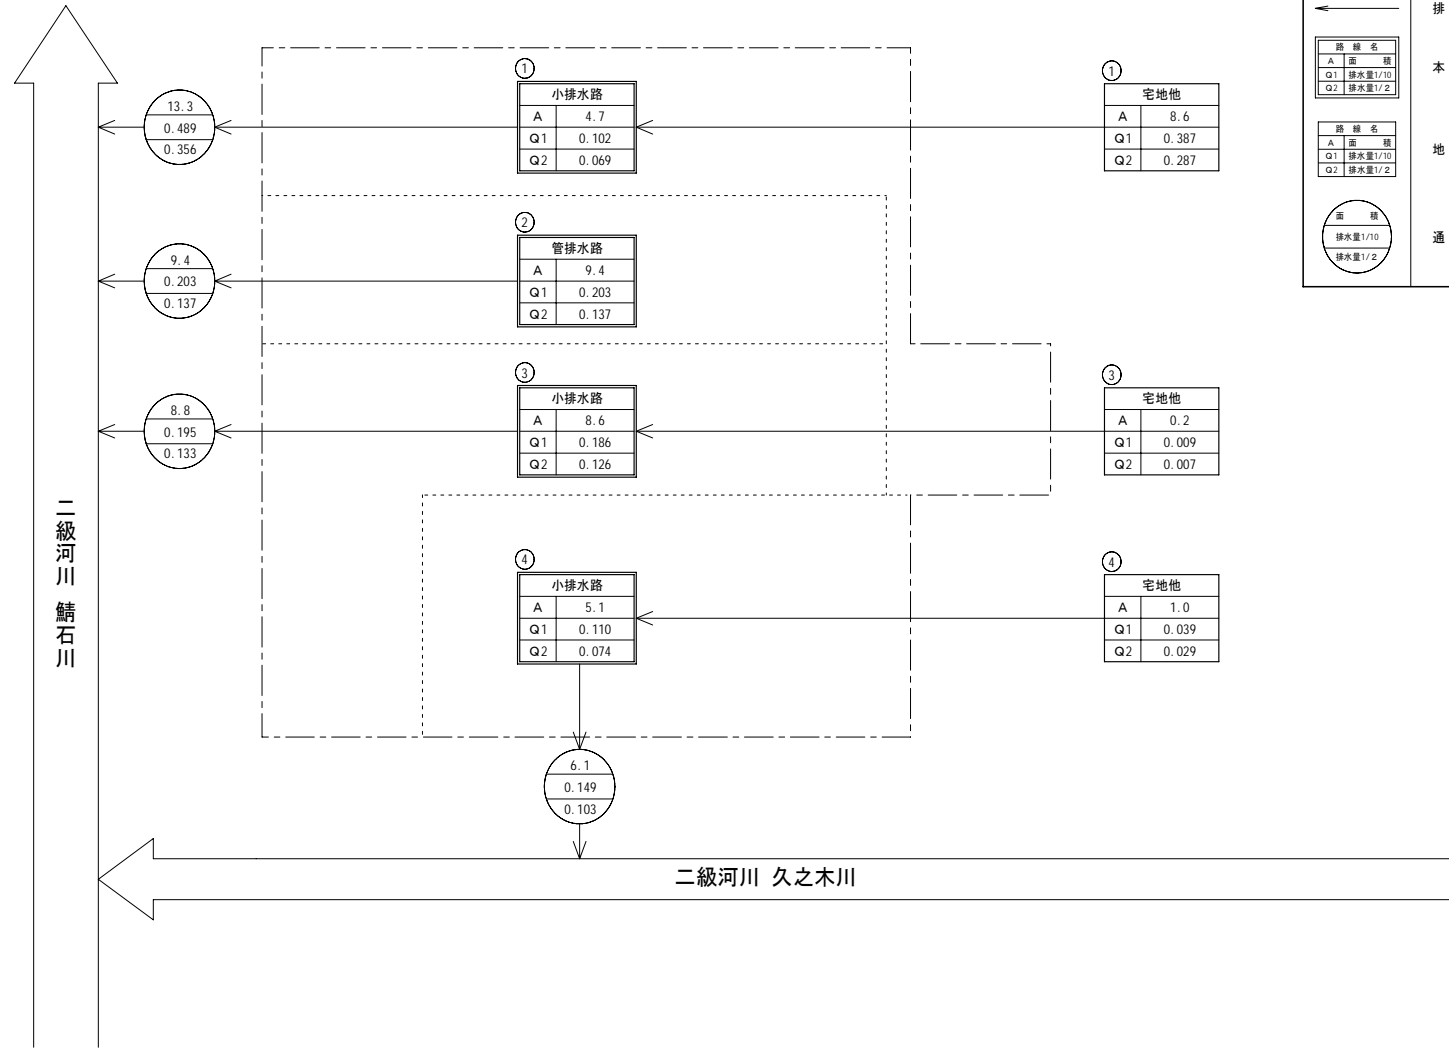 排
路 線 名
A 面 積
Q1 排水量1/10
Q2 排水量1/2
本
路 線 名
A 面 積
Q1 排水量1/10
Q2 排水量1/2
地
面 積
排水量1/10
排水量1/2
通
13.3
0.489
0.356
①
小排水路
A 4.7
Q1 0.102
Q2 0.069
①
宅地他
A 8.6
Q1 0.387
Q2 0.287
9.4
0.203
0.137
②
管排水路
A 9.4
Q1 0.203
Q2 0.137
8.8
0.195
0.133
③
小排水路
A 8.6
Q1 0.186
Q2 0.126
③
宅地他
A 0.2
Q1 0.009
Q2 0.007
④
小排水路
A 5.1
Q1 0.110
Q2 0.074
④
宅地他
A 1.0
Q1 0.039
Q2 0.029
6.1
0.149
0.103
二級河川 鯖石川
二級河川 久之木川